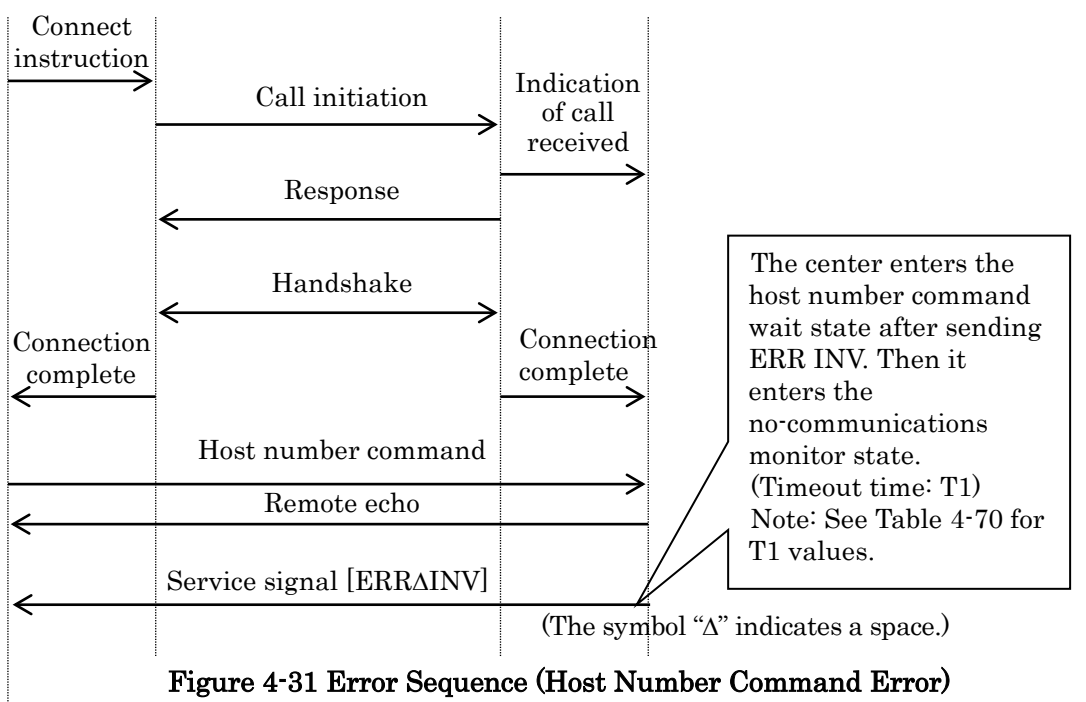 Connect
instruction
Call initiation
Indication
of call
received
Response
Handshake
Connection
complete
Connection
complete
Host number command
Remote echo
Service signal [ERRΔINV]
The center enters the
host number command
wait state after sending
ERR INV. Then it
enters the
no-communications
monitor state.
(Timeout time: T1)
Note: See Table 4-70 for
T1 values.
(The symbol “Δ” indicates a space.)
Figure 4-31 Error Sequence (Host Number Command Error)